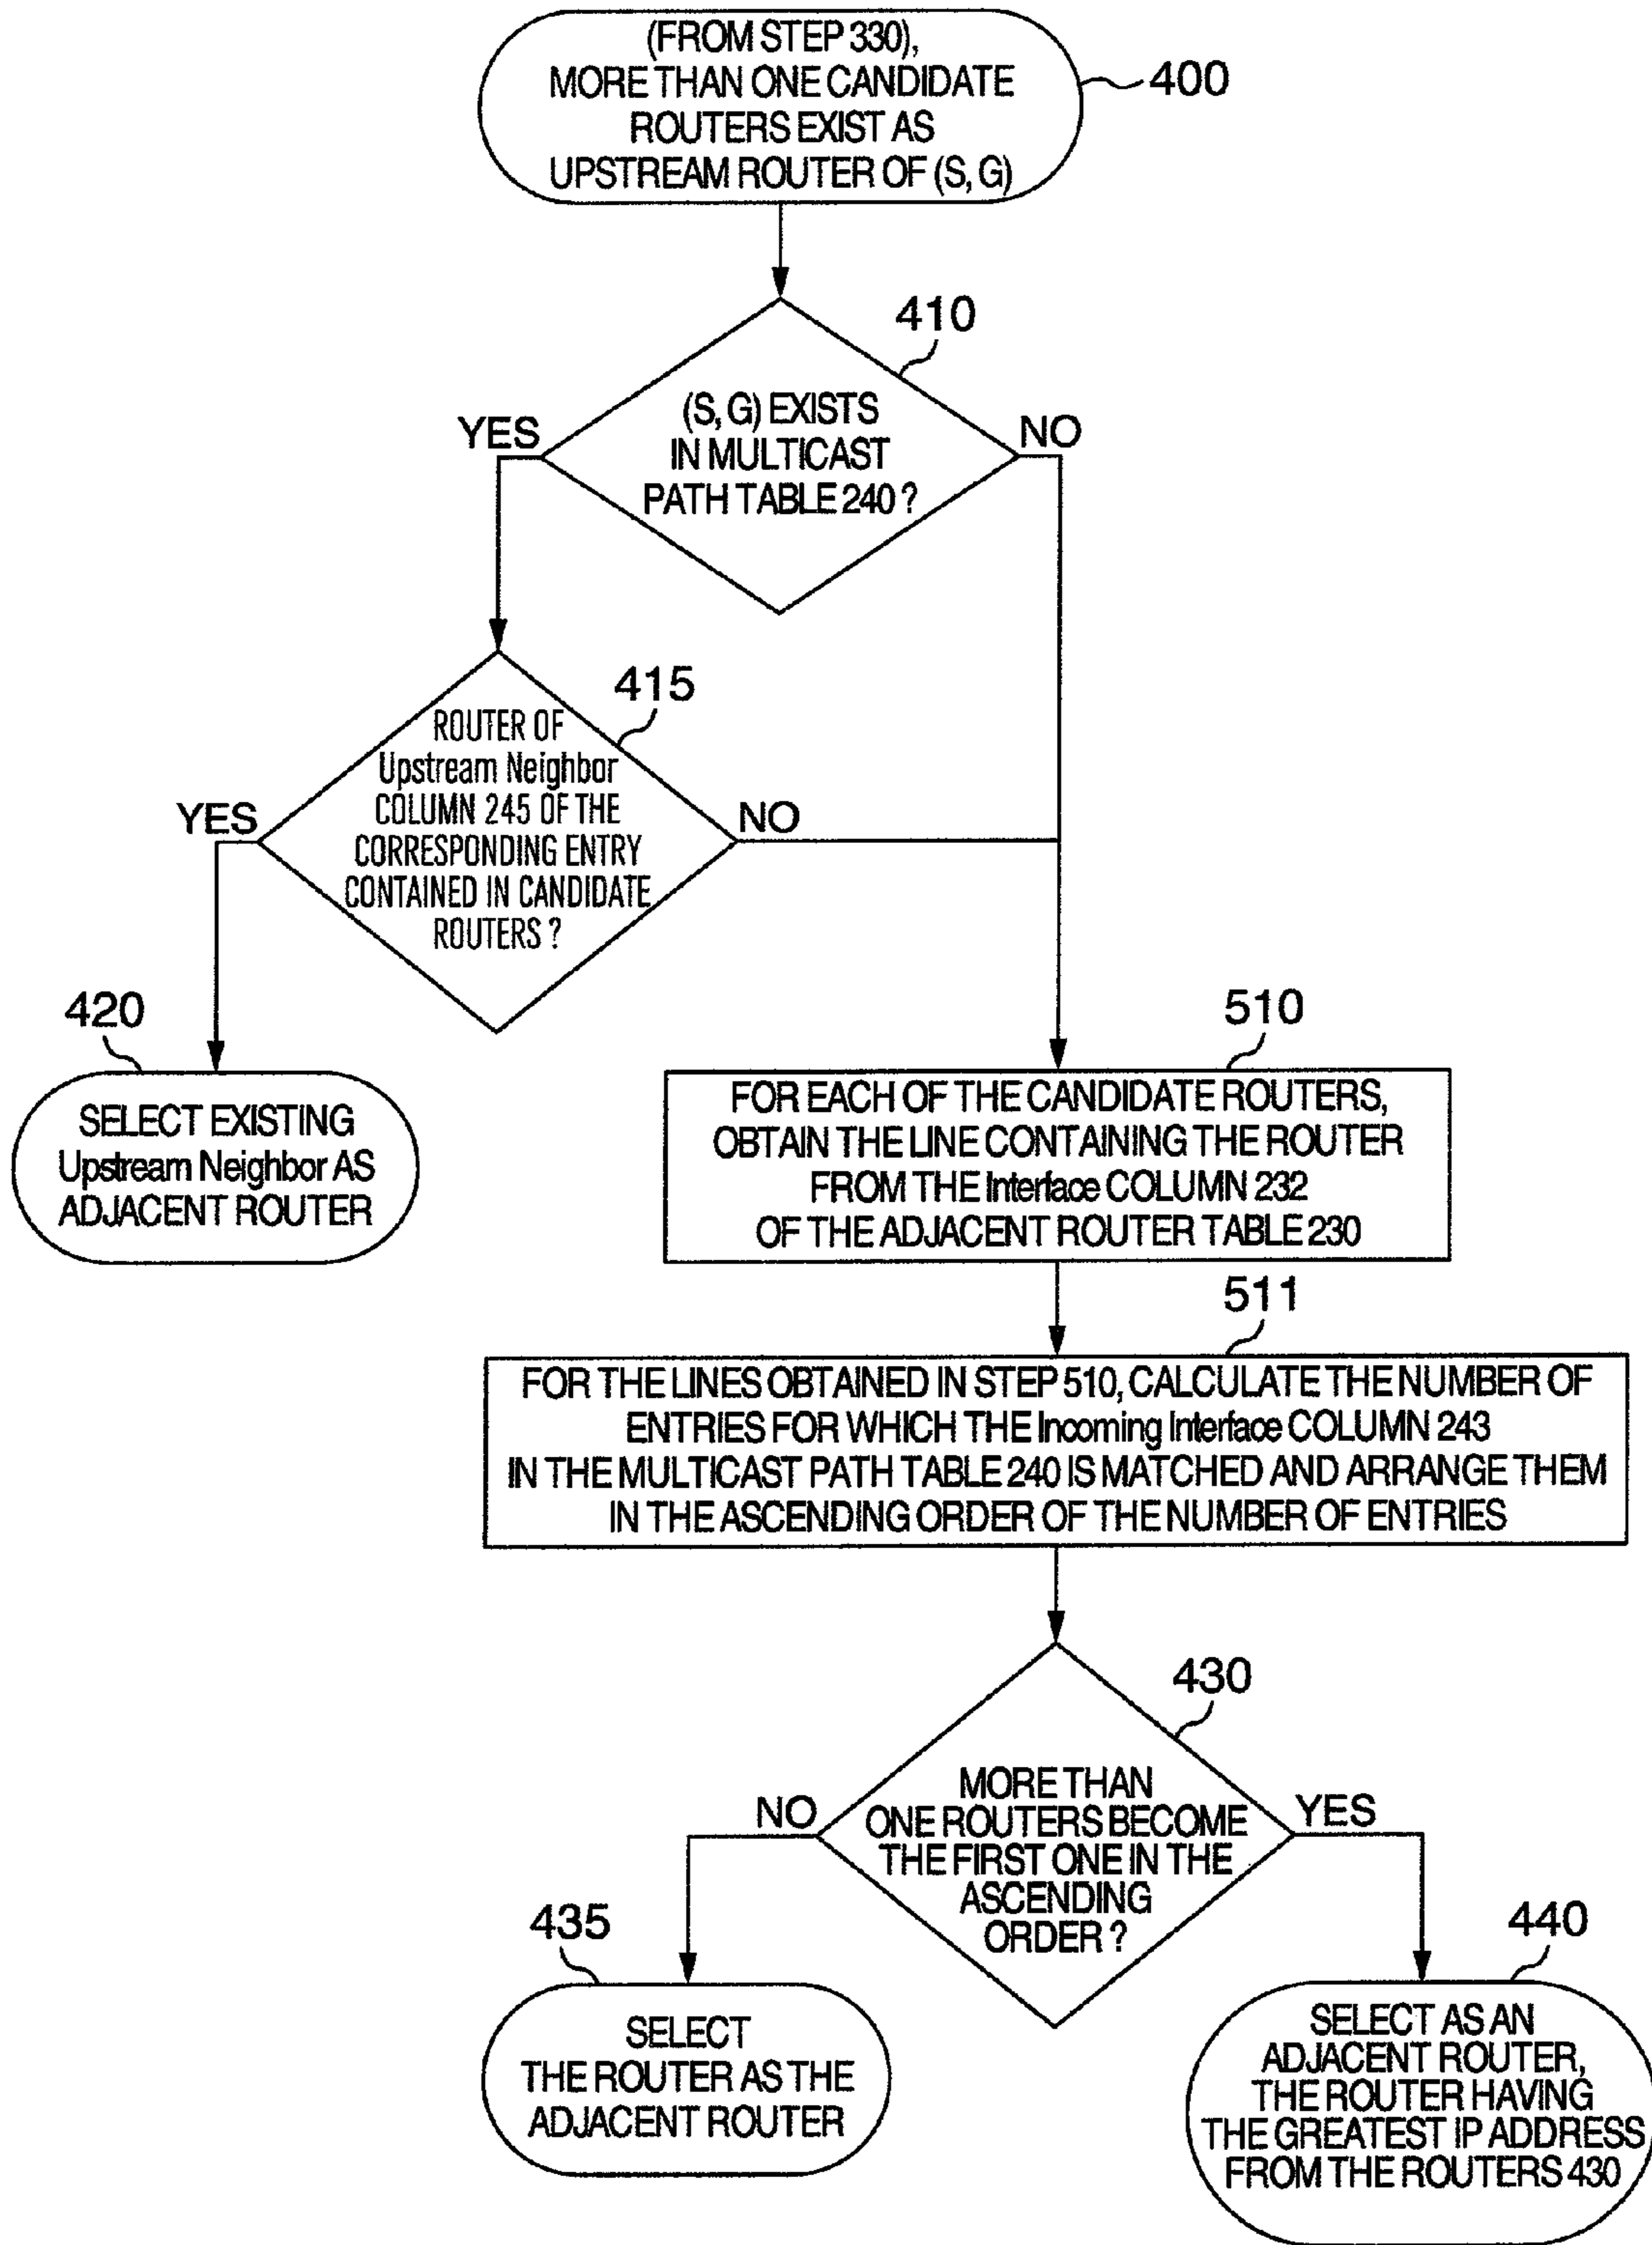 (FROM STEP 330),
MORE THAN ONE CANDIDATE
ROUTERS EXIST AS
UPSTREAM ROUTER OF (S, G)
400
410
(S, G) EXISTS
IN MULTICAST
PATH TABLE 240 ?
YES
NO
415
ROUTER OF
Upstream Neighbor
COLUMN 245 OF THE
CORRESPONDING ENTRY
CONTAINED IN CANDIDATE
ROUTERS ?
YES
NO
420
SELECT EXISTING
Upstream Neighbor AS
ADJACENT ROUTER
510
FOR EACH OF THE CANDIDATE ROUTERS,
OBTAIN THE LINE CONTAINING THE ROUTER
FROM THE Interface COLUMN 232
OF THE ADJACENT ROUTER TABLE 230
511
FOR THE LINES OBTAINED IN STEP 510, CALCULATE THE NUMBER OF
ENTRIES FOR WHICH THE Incoming Interface COLUMN 243
IN THE MULTICAST PATH TABLE 240 IS MATCHED AND ARRANGE THEM
IN THE ASCENDING ORDER OF THE NUMBER OF ENTRIES
430
MORE THAN
ONE ROUTERS BECOME
THE FIRST ONE IN THE
ASCENDING
ORDER ?
NO
YES
435
SELECT
THE ROUTER AS THE
ADJACENT ROUTER
440
SELECT AS AN
ADJACENT ROUTER,
THE ROUTER HAVING
THE GREATEST IP ADDRESS
FROM THE ROUTERS 430